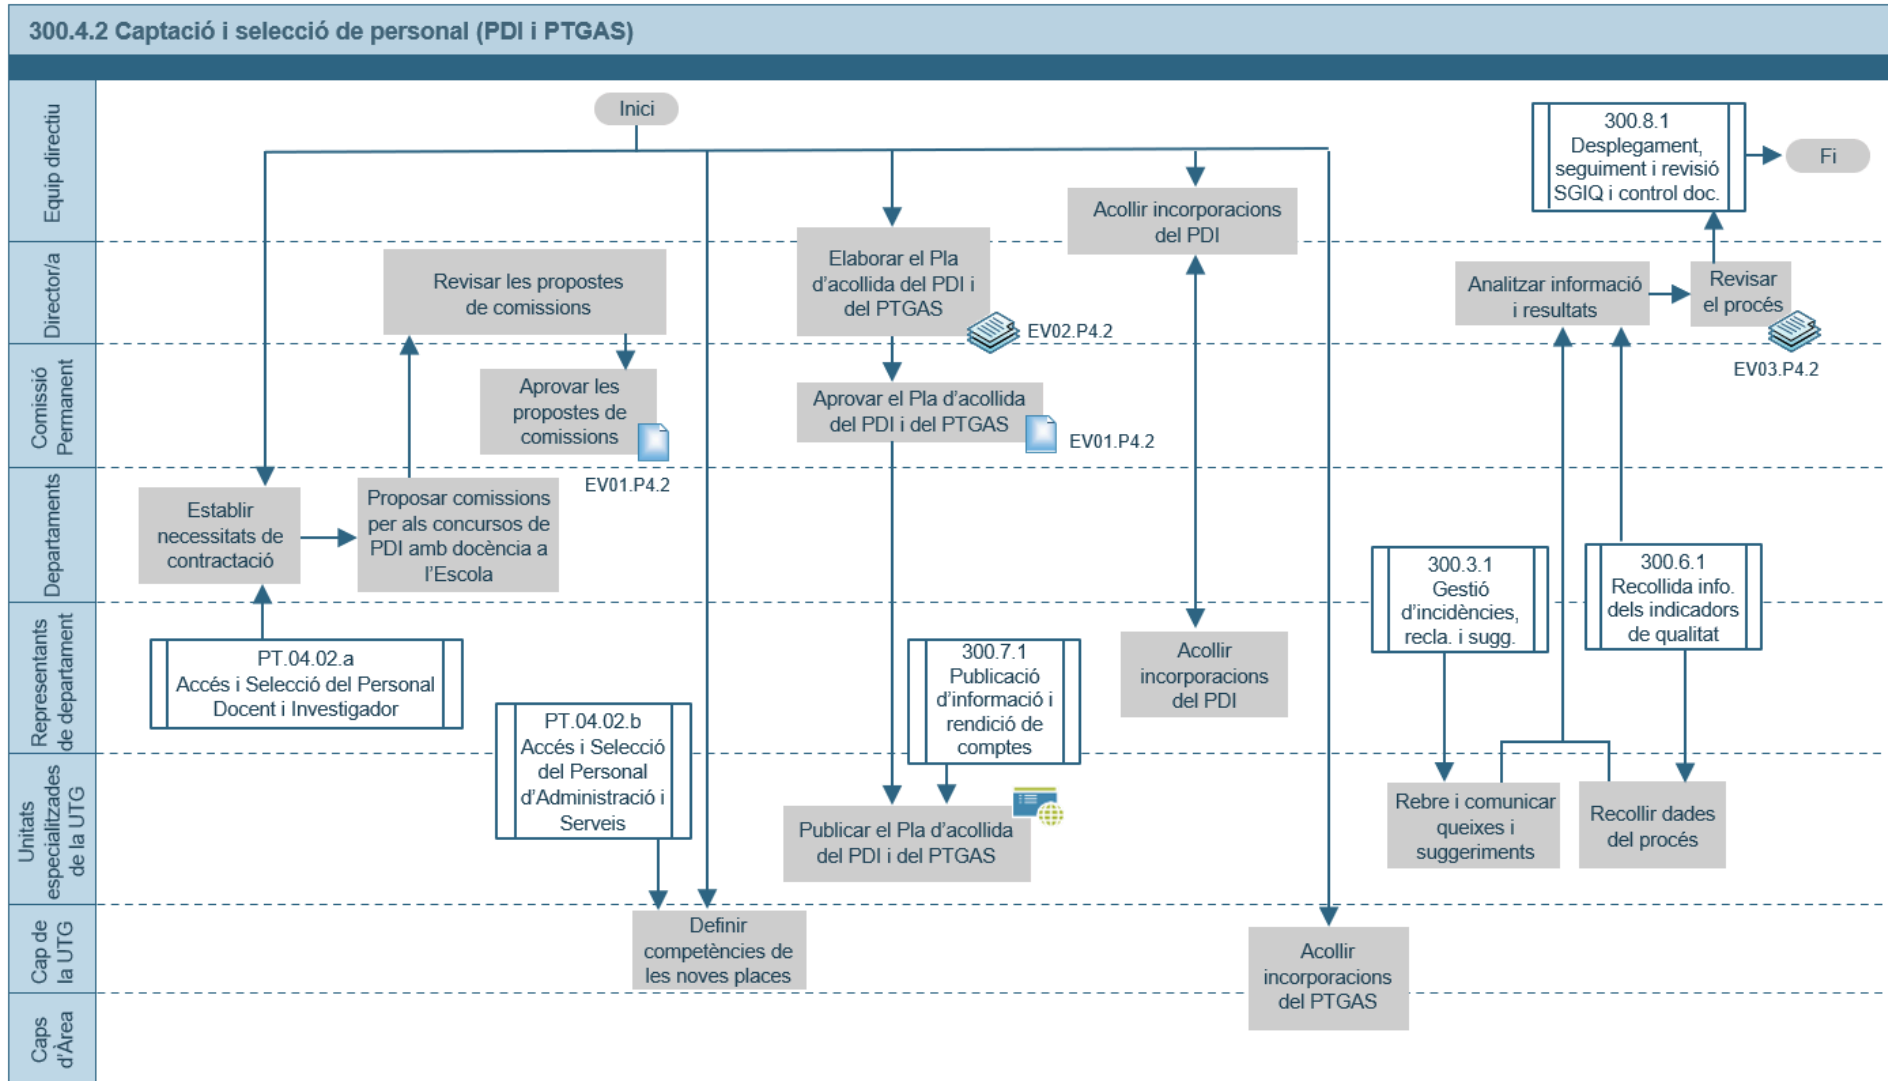 300.4.2 Captació i selecció de personal (PDI i PTGAS)
Equip directiu
Inici
Acollir incorporacions
del PDI
300.8.1
Desplegament,
seguiment i revisió
SGIQ i control doc.
Fi
Director/a
Revisar les propostes
de comissions
Elaborar el Pla
d’acollida del PDI i
del PTGAS
EV02.P4.2
Analitzar informació
i resultats
Revisar
el procés
EV03.P4.2
Comissió
Permanent
Aprovar les
propostes de
comissions
EV01.P4.2
Aprovar el Pla d’acollida
del PDI i del PTGAS
EV01.P4.2
Departaments
Establir
necessitats de
contractació
Proposar comissions
per als concursos de
PDI amb docència a
l’Escola
300.3.1
Gestió
d’incidències,
recla. i sugg.
300.6.1
Recollida info.
dels indicadors
de qualitat
Representants
de departament
PT.04.02.a
Accés i Selecció del Personal
Docent i Investigador
PT.04.02.b
Accés i Selecció
del Personal
d’Administració i
Serveis
300.7.1
Publicació
d’informació i
rendició de
comptes
Acollir
incorporacions
del PDI
Unitats
especialitzades
de la UTG
Publicar el Pla d’acollida
del PDI i del PTGAS
Rebre i comunicar
queixes i
suggeriments
Recollir dades
del procés
Cap de
la UTG
Definir
competències de
les noves places
Acollir
incorporacions
del PTGAS
Caps
d’Àrea